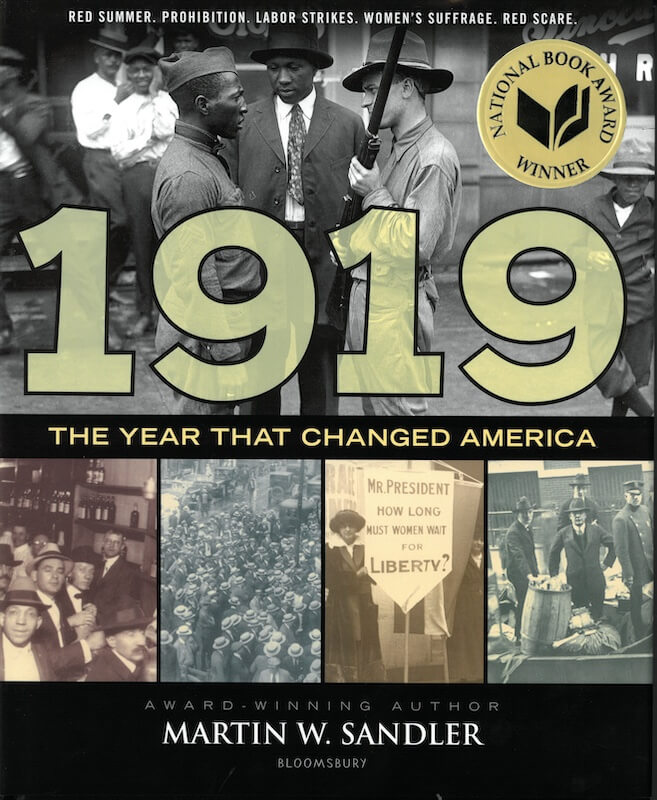 RED SUMMER. PROHIBITION. LABOR STRIKES. WOMEN'S SUFFRAGE. RED SCARE.
NATIONAL BOOK AWARD
WINNER
H R
1919
THE YEAR THAT CHANGED AMERICA
MR. PRESIDENT
HOW LONG
MUST WOMEN WAIT
FOR
LIBERTY?
AWARD-WINNING AUTHOR
MARTIN W. SANDLER
BLOOMSBURY